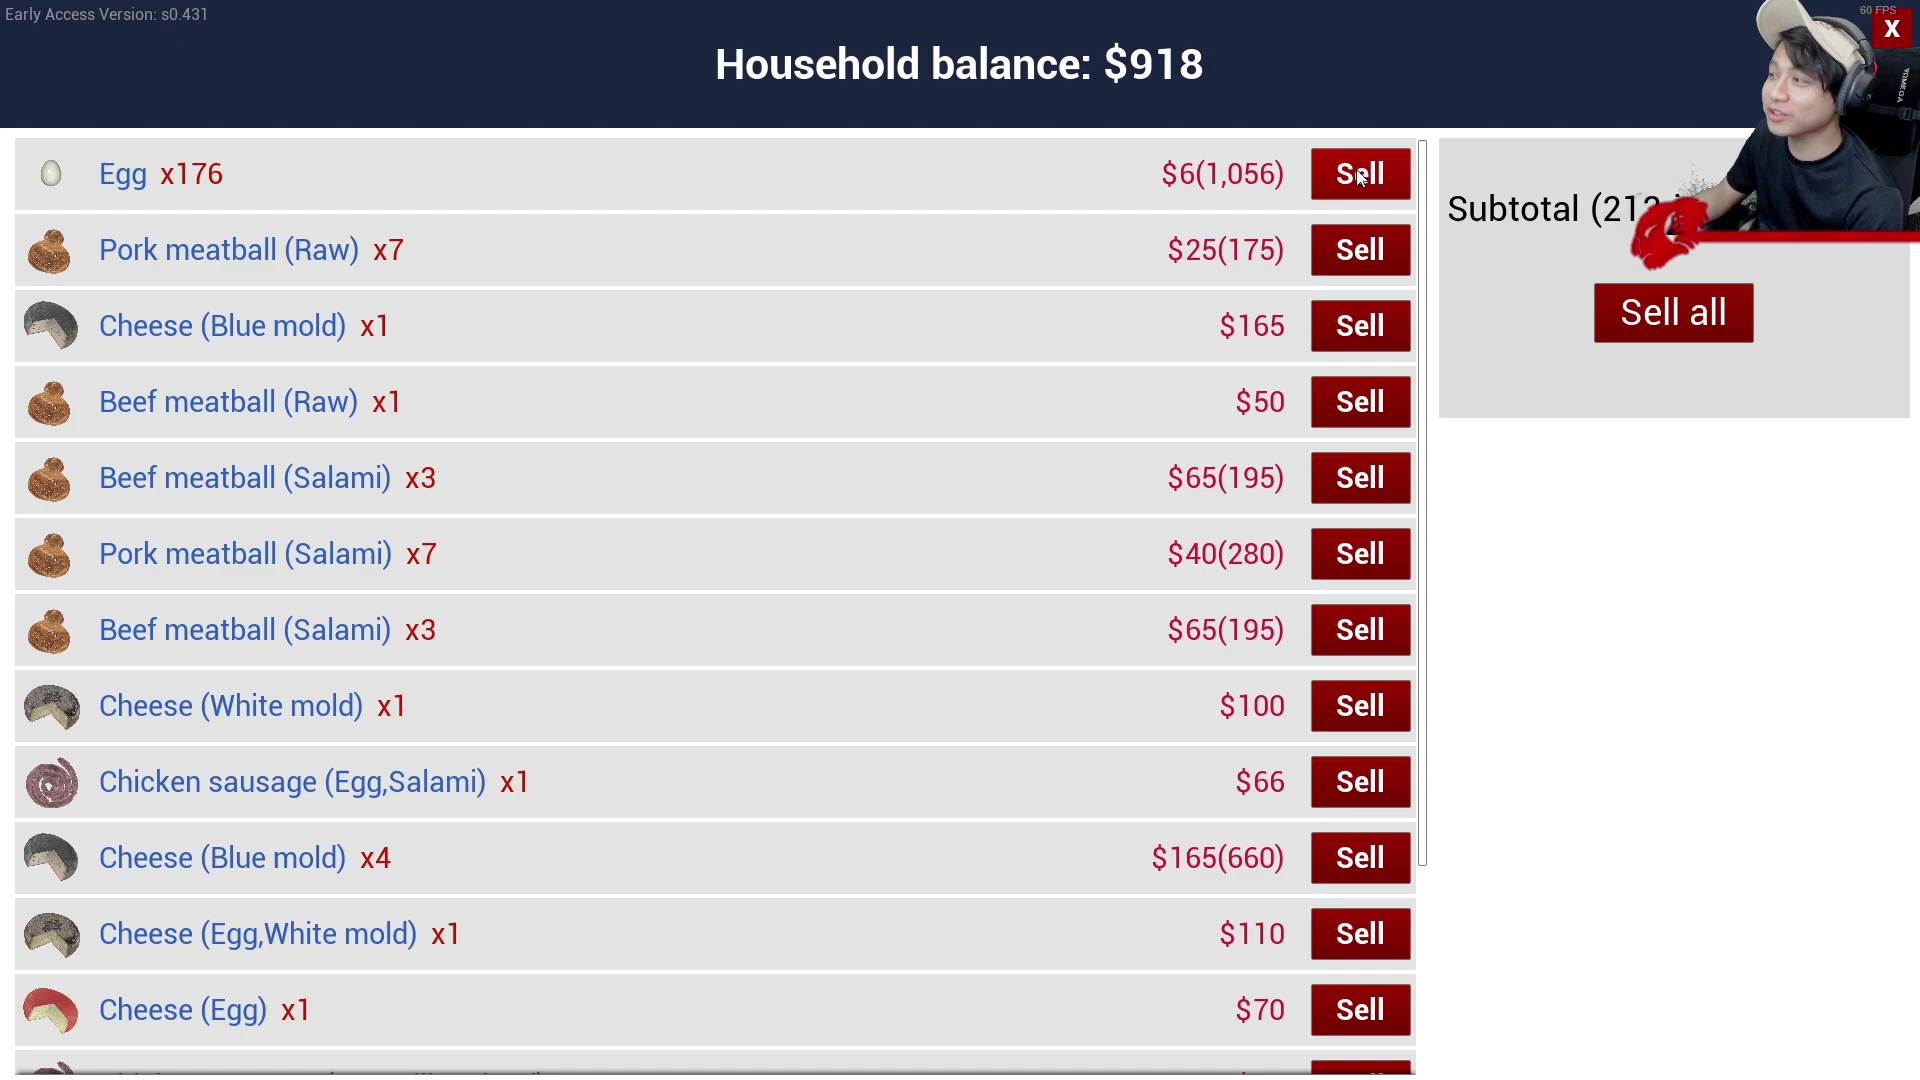 Early Access Version: s0.431
60 FPS
X
Household balance: $918
Egg x176 $6(1,056) Sell
Pork meatball (Raw) x7 $25(175) Sell
Cheese (Blue mold) x1 $165 Sell
Beef meatball (Raw) x1 $50 Sell
Beef meatball (Salami) x3 $65(195) Sell
Pork meatball (Salami) x7 $40(280) Sell
Beef meatball (Salami) x3 $65(195) Sell
Cheese (White mold) x1 $100 Sell
Chicken sausage (Egg,Salami) x1 $66 Sell
Cheese (Blue mold) x4 $165(660) Sell
Cheese (Egg,White mold) x1 $110 Sell
Cheese (Egg) x1 $70 Sell
Subtotal
Sell all